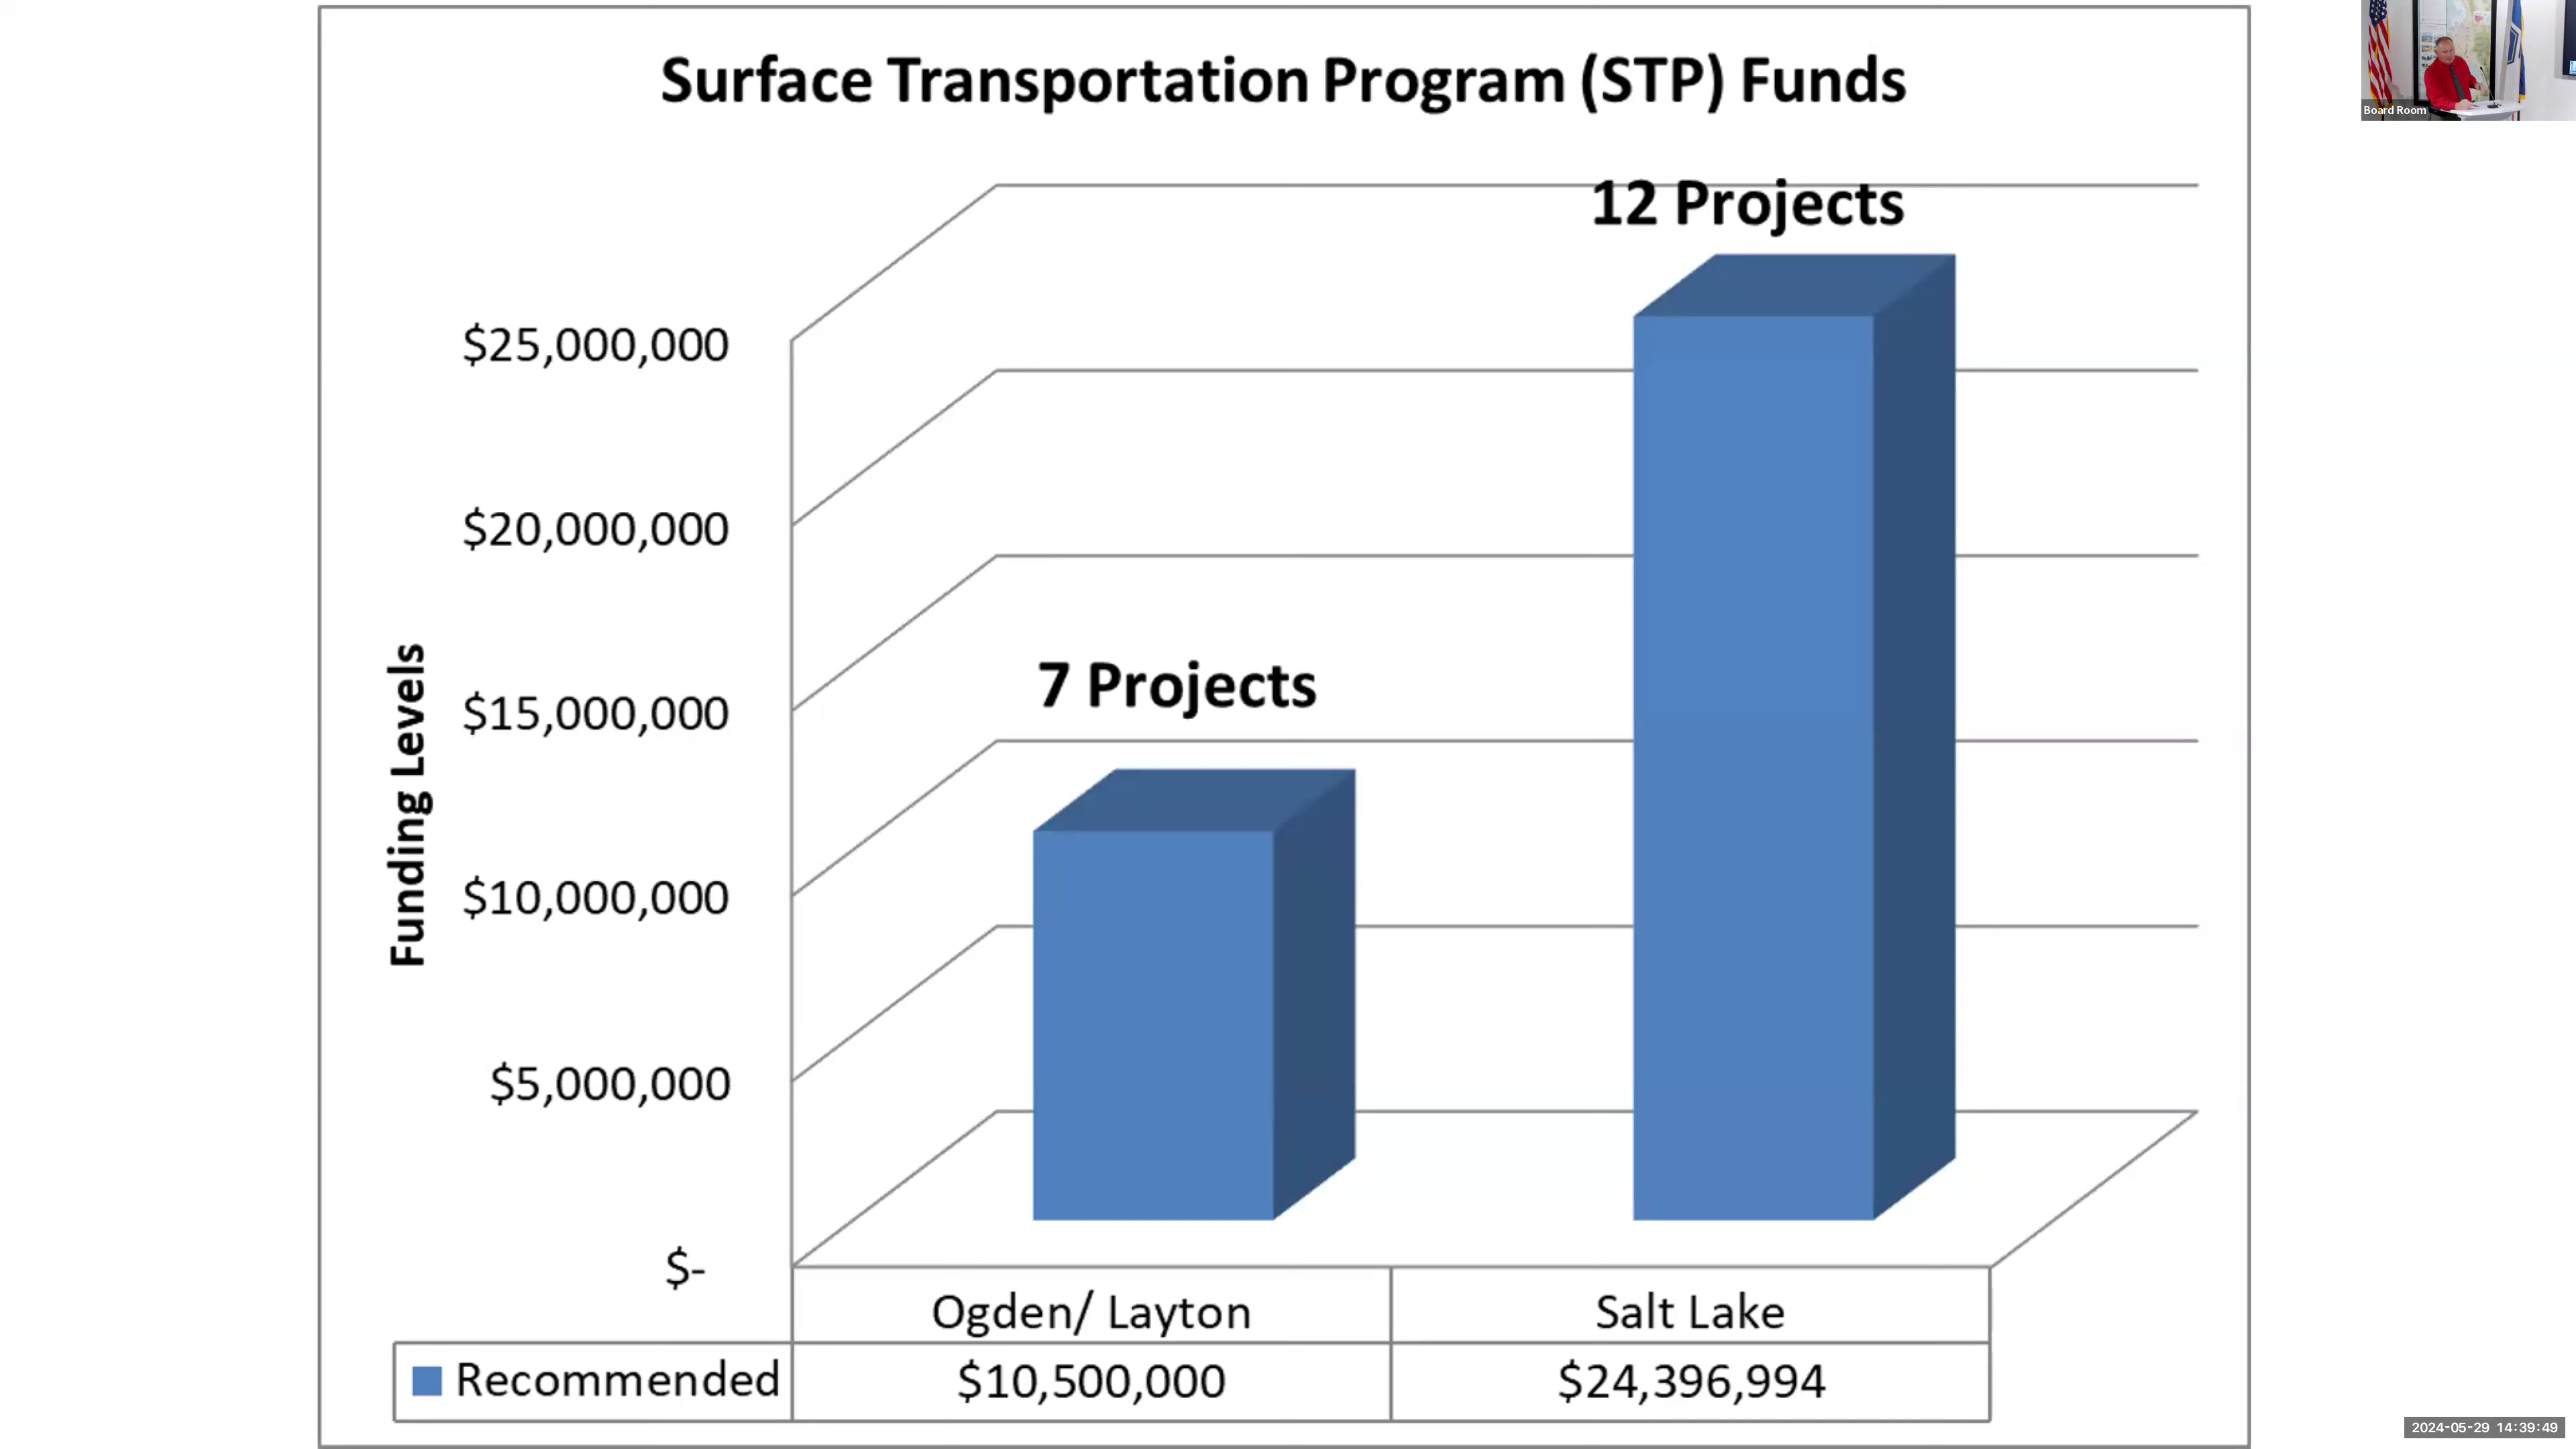 Surface Transportation Program (STP) Funds
Board Room
12 Projects
$25,000,000
$20,000,000
7 Projects
$15,000,000
Funding Levels
$10,000,000
$5,000,000
$-
Ogden/ Layton
Salt Lake
Recommended
$10,500,000
$24,396,994
2024-05-29 14:39:49